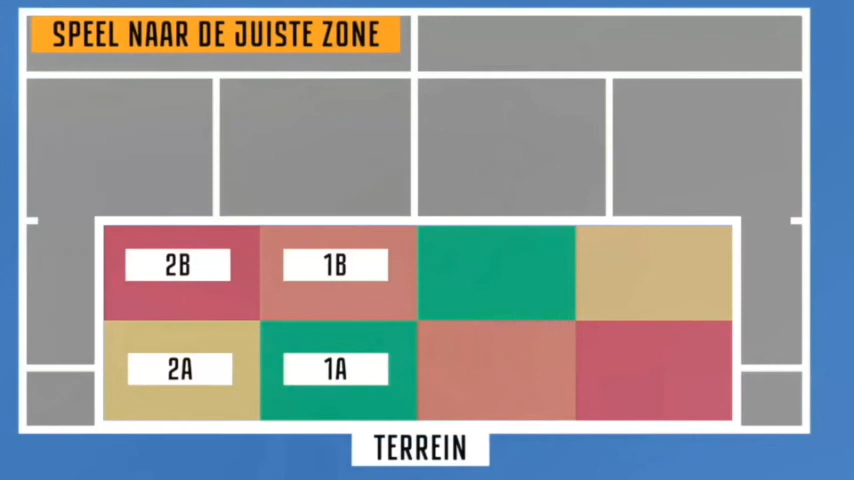 SPEEL NAAR DE JUISTE ZONE
2B
1B
2A
1A
TERREIN